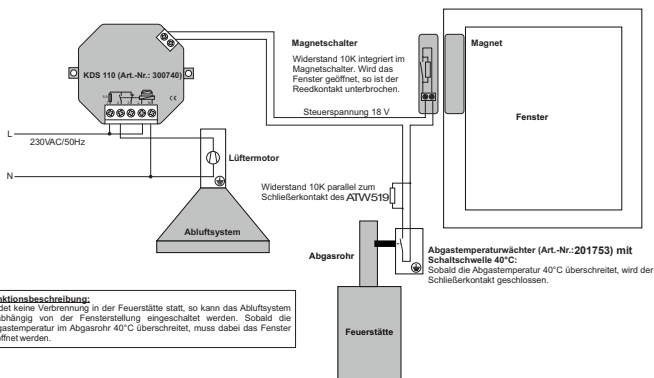 KDS 110 (Art.-Nr.: 300740)
L
230VAC/50Hz
N
Lüftermotor
Abluftsystem
Magnetschalter
Widerstand 10K integriert im
Magnetschalter. Wird das
Fenster geöffnet, so ist der
Reedkontakt unterbrochen.
Steuerspannung 18 V
Magnet
Fenster
Widerstand 10K parallel zum
Schließerkontakt des ATW519
Abgasrohr
Abgastemperaturwächter (Art.-Nr.:201753) mit
Schaltschwelle 40°C:
Sobald die Abgastemperatur 40°C überschreitet, wird der
Schließerkontakt geschlossen.
Feuerstätte
nktionsbeschreibung:
det keine Verbrennung in der Feuerstätte statt, so kann das Abluftsystem
abhängig von der Fensterstellung eingeschaltet werden. Sobald die
gastemperatur im Abgasrohr 40°C überschreitet, muss dabei das Fenster
ffnet werden.